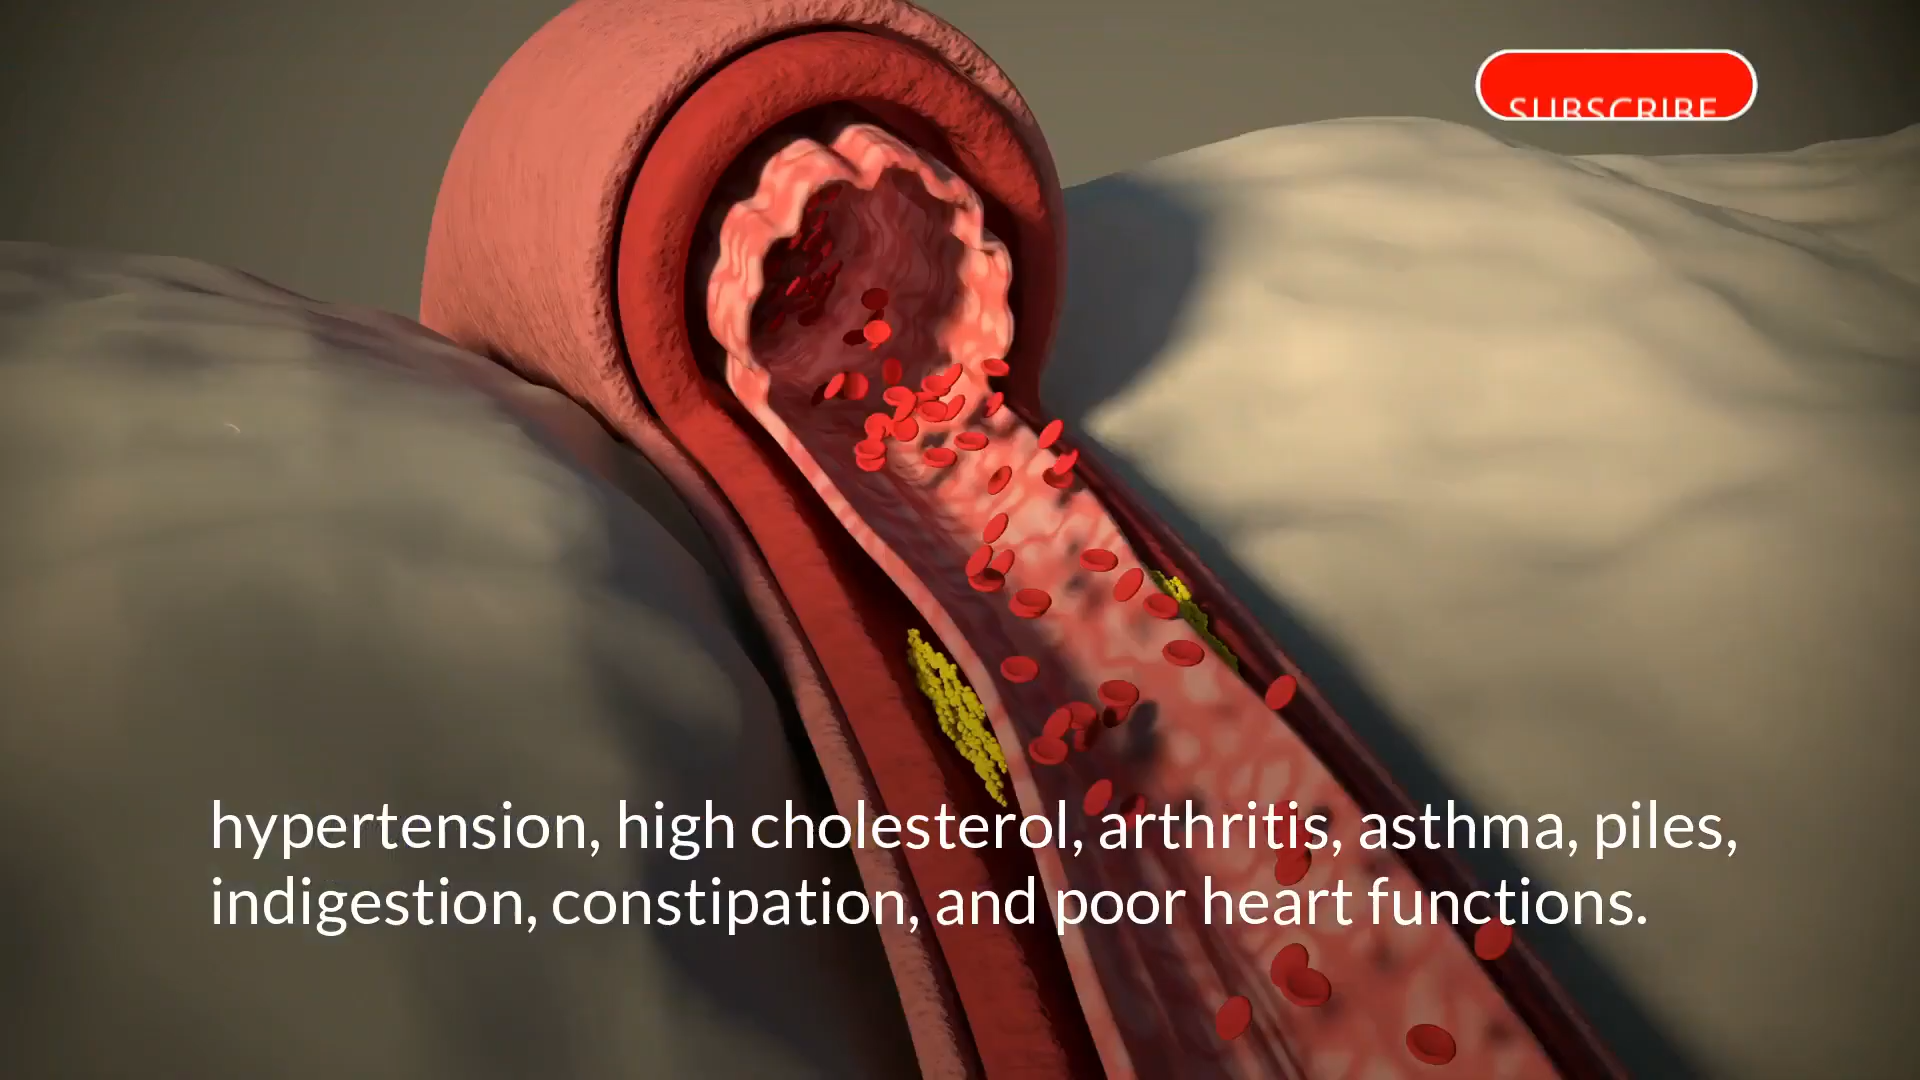 SUBSCRIBE
hypertension, high cholesterol, arthritis, asthma, piles,
indigestion, constipation, and poor heart functions.